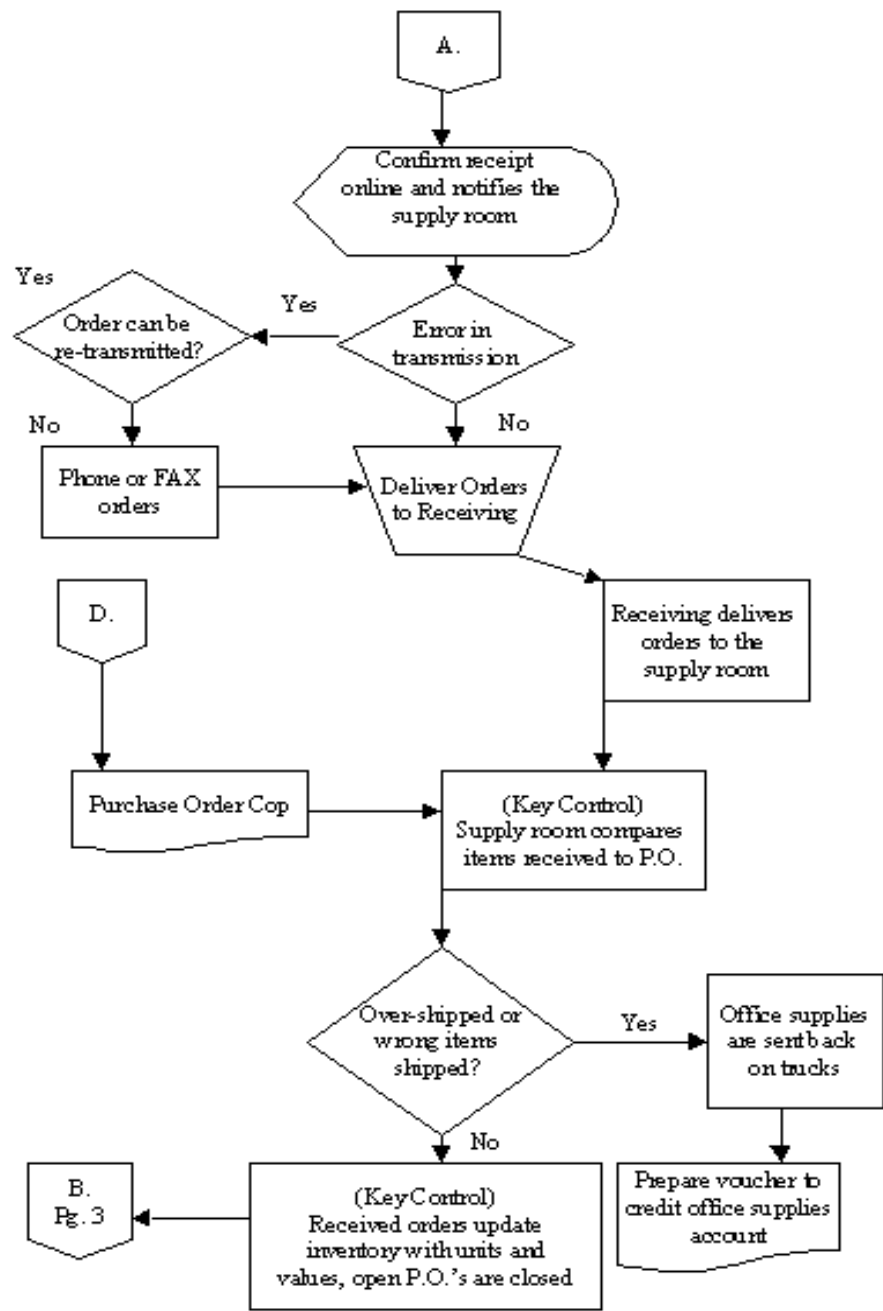 A.
Confirm receipt
online and notifies the
supply room
Yes
Yes
Order can be
re-transmitted?
Error in
transmission
No
No
Phone or FAX
orders
Deliver Orders
to Receiving
D.
Receiving delivers
orders to the
supply room
Purchase Order Cop
(Key Control)
Supply room compares
items received to P.O.
Over-shipped or
wrong items
shipped?
Yes
Office supplies
are sent back
on trucks
No
B.
Pg. 3
(Key Control)
Received orders update
inventory with units and
values, open P.O.'s are closed
Prepare voucher to
credit office supplies
account